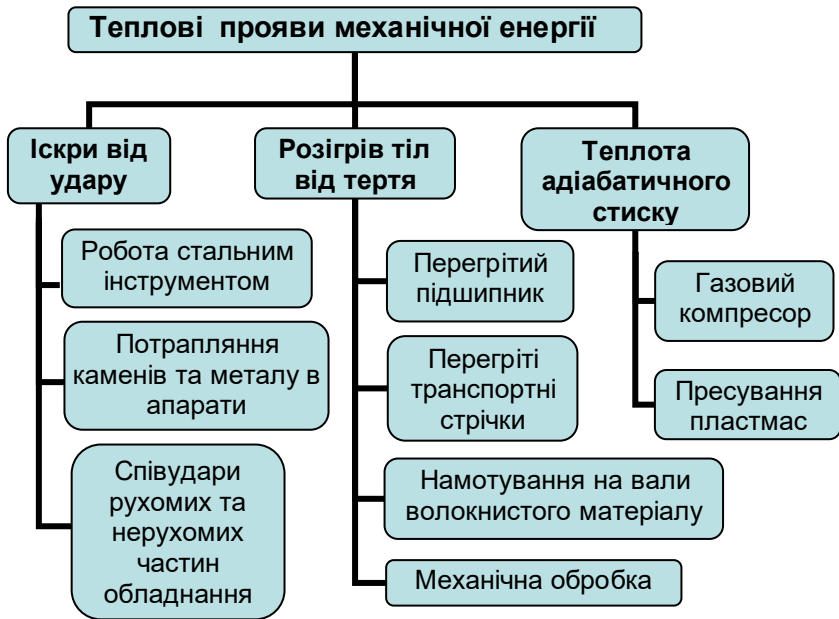 Теплові прояви механічної енергії
Іскри від
удару
Робота стальним
інструментом
Потрапляння
каменів та металу в
апарати
Співудари
рухомих та
нерухомих
частин
обладнання
Розігрів тіл
від тертя
Перегрітий
підшипник
Перегріті
транспортні
стрічки
Намотування на вали
волокнистого матеріалу
Механічна обробка
Теплота
адіабатичного
стиску
Газовий
компресор
Пресування
пластмас